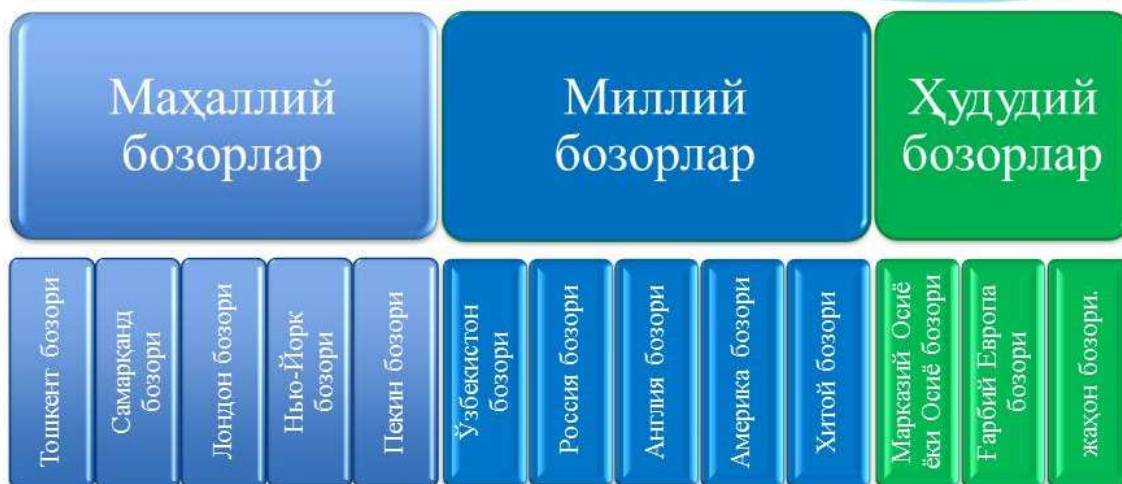 Маҳаллий
бозорлар
Миллий
бозорлар
Ҳудудий
бозорлар
Тошкент бозори
Самарқанд
бозори
Лондон бозори
Нью-Йорк
бозори
Пекин бозори
Ўзбекистон
бозори
Россия бозори
Англия бозори
Америка бозори
Хитой бозори
Марказий Осиё
ёки Осиё бозори
Ғарбий Европа
бозори
жаҳон бозори.